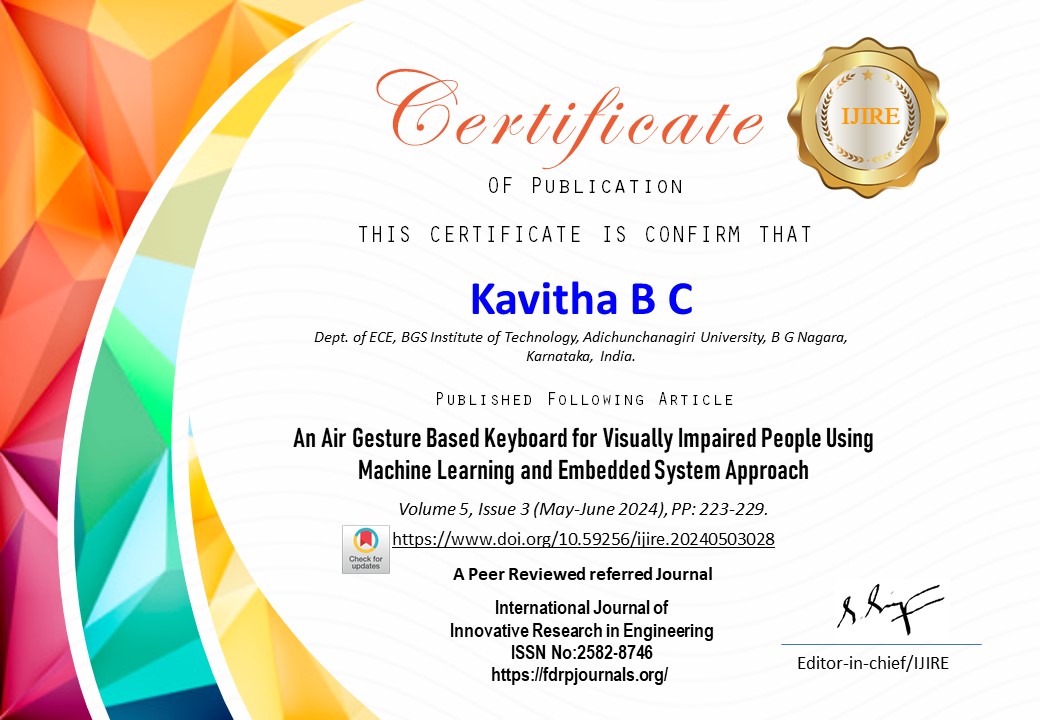 Certificate
IJIRE
OF PUBLICATION
THIS CERTIFICATE IS CONFIRM THAT
Kavitha B C
Dept. of ECE, BGS Institute of Technology, Adichunchanagiri University, B G Nagara,
Karnataka, India.
PUBLISHED FOLLOWING ARTICLE
An Air Gesture Based Keyboard for Visually Impaired People Using
Machine Learning and Embedded System Approach
Volume 5, Issue 3 (May-June 2024), PP: 223-229.
Check for
updates
https://www.doi.org/10.59256/ijire.20240503028
A Peer Reviewed referred Journal
International Journal of
Innovative Research in Engineering
ISSN No:2582-8746
https://fdrpjournals.org/
Editor-in-chief/IJIRE